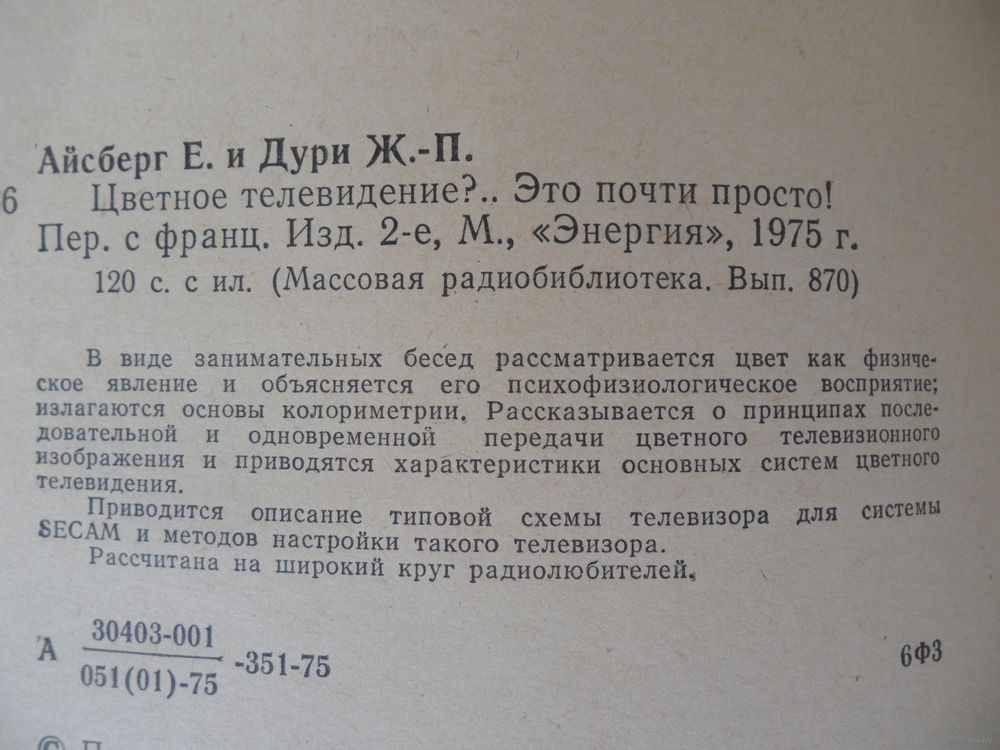 Айсберг Е. и Дури Ж.-П.
6 Цветное телевидение?.. Это почти просто!
Пер. с франц. Изд. 2-е, М., «Энергия», 1975 г.
120 с. с ил. (Массовая радиобиблиотека. Вып. 870)
В виде занимательных бесед рассматривается цвет как физиче-
ское явление и объясняется его психофизиологическое восприятие;
излагаются основы колориметрии. Рассказывается о принципах после-
довательной и одновременной передачи цветного телевизионного
изображения и приводятся характеристики основных систем цветного
телевидения.
Приводится описание типовой схемы телевизора для системы
SECAM и методов настройки такого телевизора.
Рассчитана на широкий круг радиолюбителей.
А 30403-001
051(01)-75 -351-75
6Ф3
©